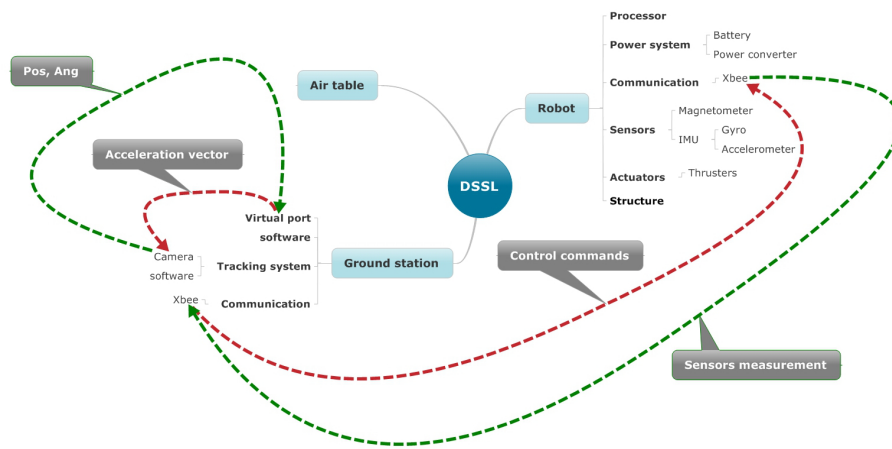 Processor
Power system
Battery
Power converter
Pos, Ang
Air table
Communication
Xbee
Robot
Magnetometer
Sensors
IMU
Gyro
Accelerometer
Acceleration vector
DSSL
Actuators
Thrusters
Structure
Virtual port
software
Camera
software
Tracking system
Ground station
Control commands
Xbee
Communication
Sensors measurement